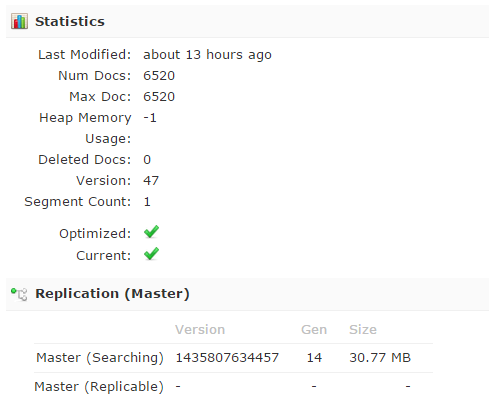 Statistics
Last Modified: about 13 hours ago
Num Docs: 6520
Max Doc: 6520
Heap Memory -1
Usage:
Deleted Docs: 0
Version: 47
Segment Count: 1
Optimized:
Current:
Replication (Master)
Version Gen Size
Master (Searching) 1435807634457 14 30.77 MB
Master (Replicable) - - -